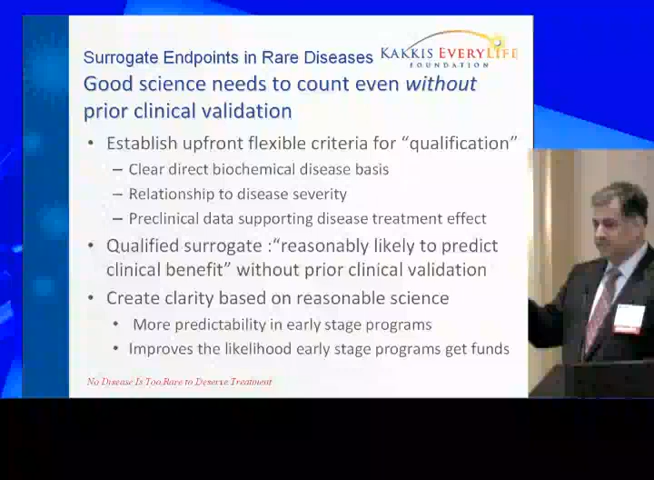 Surrogate Endpoints in Rare Diseases
KAKKIS EVERYLIFE
FOUNDATION
Good science needs to count even without
prior clinical validation
• Establish upfront flexible criteria for “qualification”
– Clear direct biochemical disease basis
– Relationship to disease severity
– Preclinical data supporting disease treatment effect
• Qualified surrogate :“reasonably likely to predict
clinical benefit” without prior clinical validation
• Create clarity based on reasonable science
• More predictability in early stage programs
• Improves the likelihood early stage programs get funds
No Disease Is Too Rare to Deserve Treatment